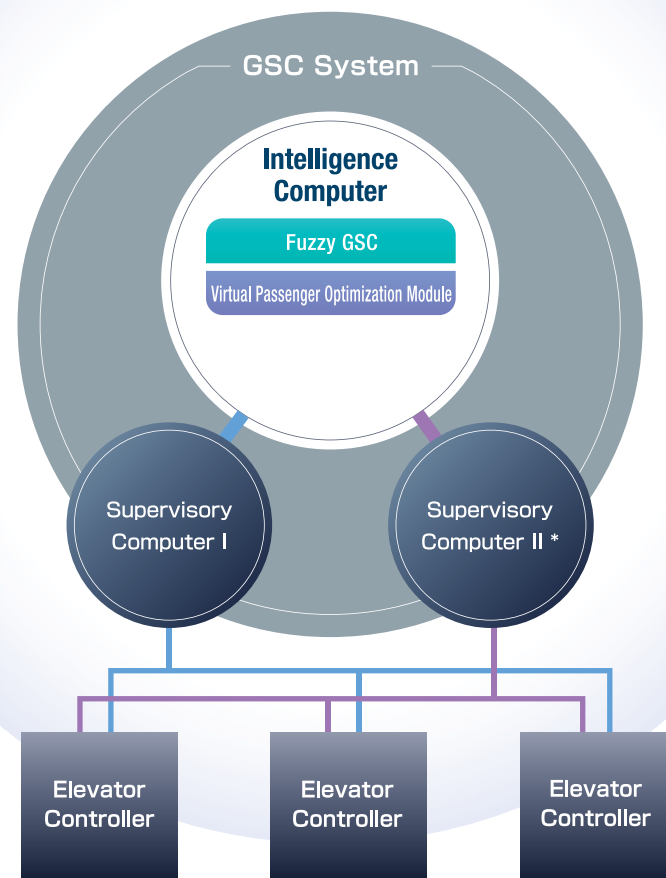 GSC System
Intelligence
Computer
Fuzzy GSC
Virtual Passenger Optimization Module
Supervisory
Computer I
Supervisory
Computer II *
Elevator
Controller
Elevator
Controller
Elevator
Controller